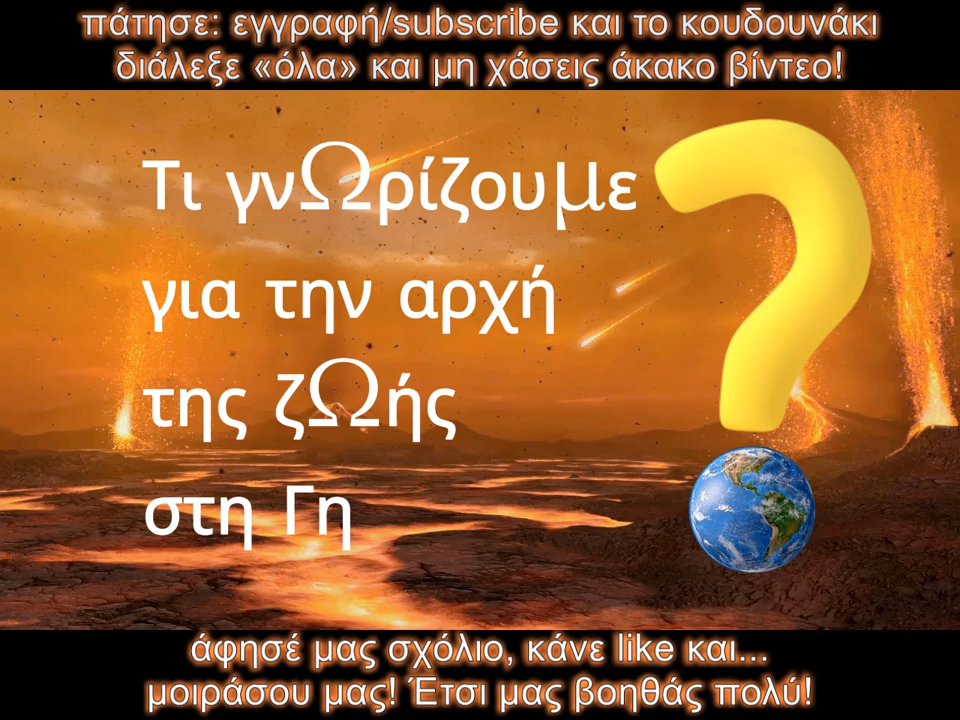 πάτησε: εγγραφή/subscribe και το κουδουνάκι
διάλεξε «όλα» και μη χάσεις άκακο βίντεο!
Τι γνΩρίζουμε
για την αρχή
της ζΩής
στη Γη
άφησέ μας σχόλιο, κάνε like και...
μοιράσου μας! Έτσι μας βοηθάς πολύ!